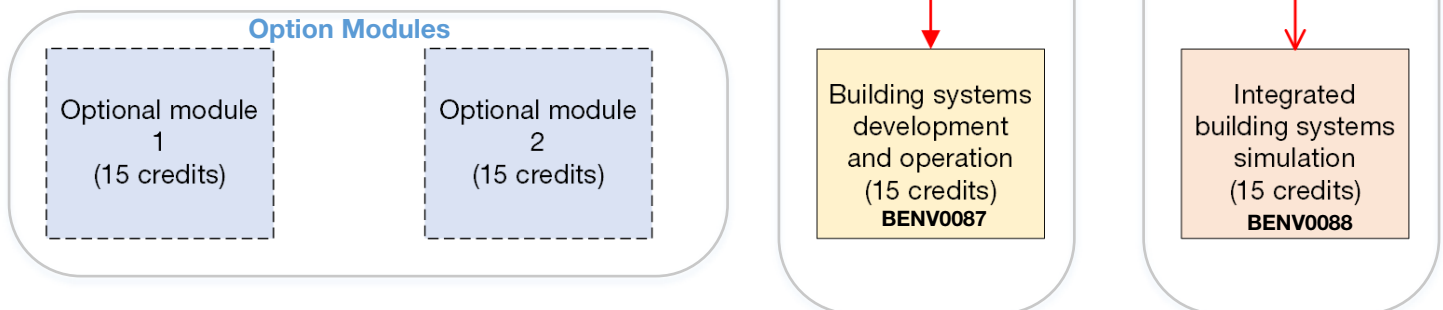 Option Modules
Optional module
1
(15 credits)
Optional module
2
(15 credits)
Building systems
development
and operation
(15 credits)
BENV0087
Integrated
building systems
simulation
(15 credits)
BENV0088